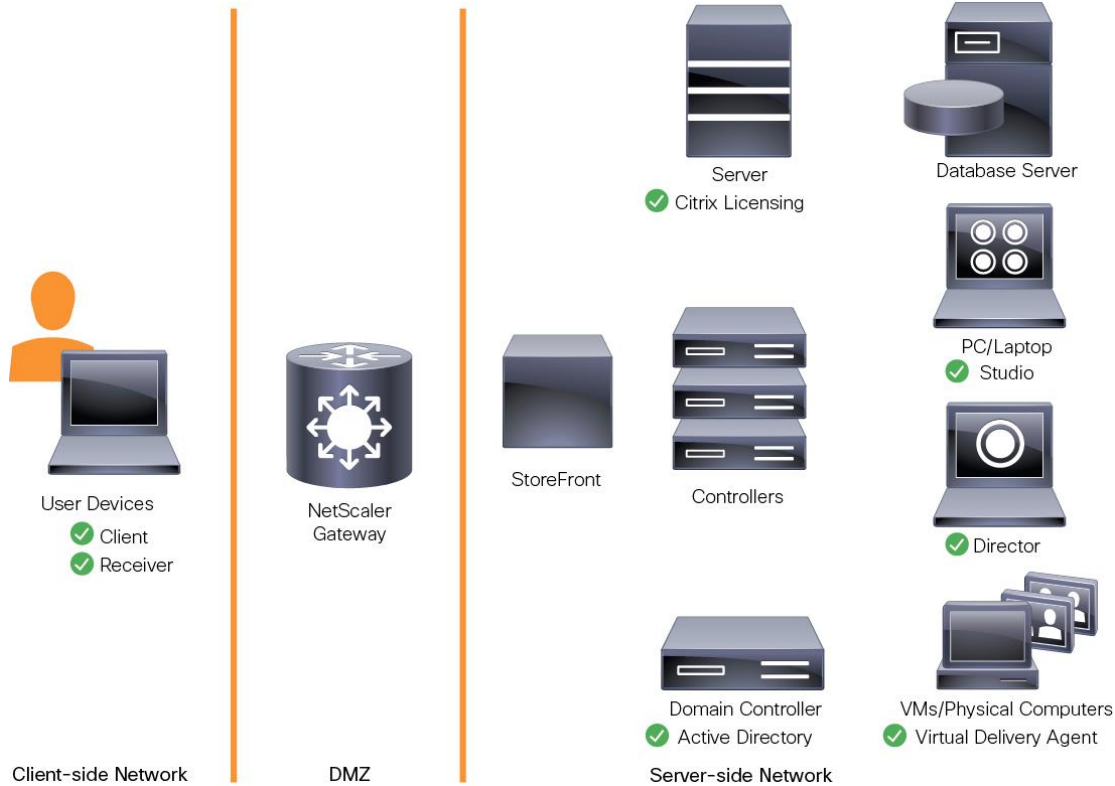 Server
Citrix Licensing
Database Server
PC/Laptop
Studio
User Devices
Client
Receiver
NetScaler
Gateway
StoreFront
Controllers
Director
Domain Controller
Active Directory
VMs/Physical Computers
Virtual Delivery Agent
Client-side Network
DMZ
Server-side Network